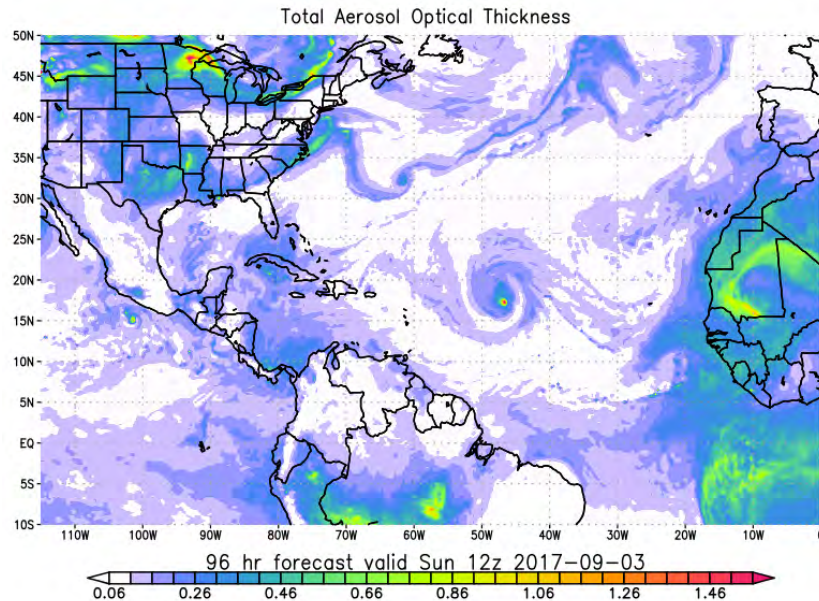 Total Aerosol Optical Thickness
50N
45N
40N
35N
30N
25N
20N
15N
10N
5N
EQ
5S
10S
110W 100W 90W 80W 70W 60W 50W 40W 30W 20W 10W 0
96 hr forecast valid Sun 12z 2017-09-03
0.06 0.26 0.46 0.66 0.86 1.06 1.26 1.46